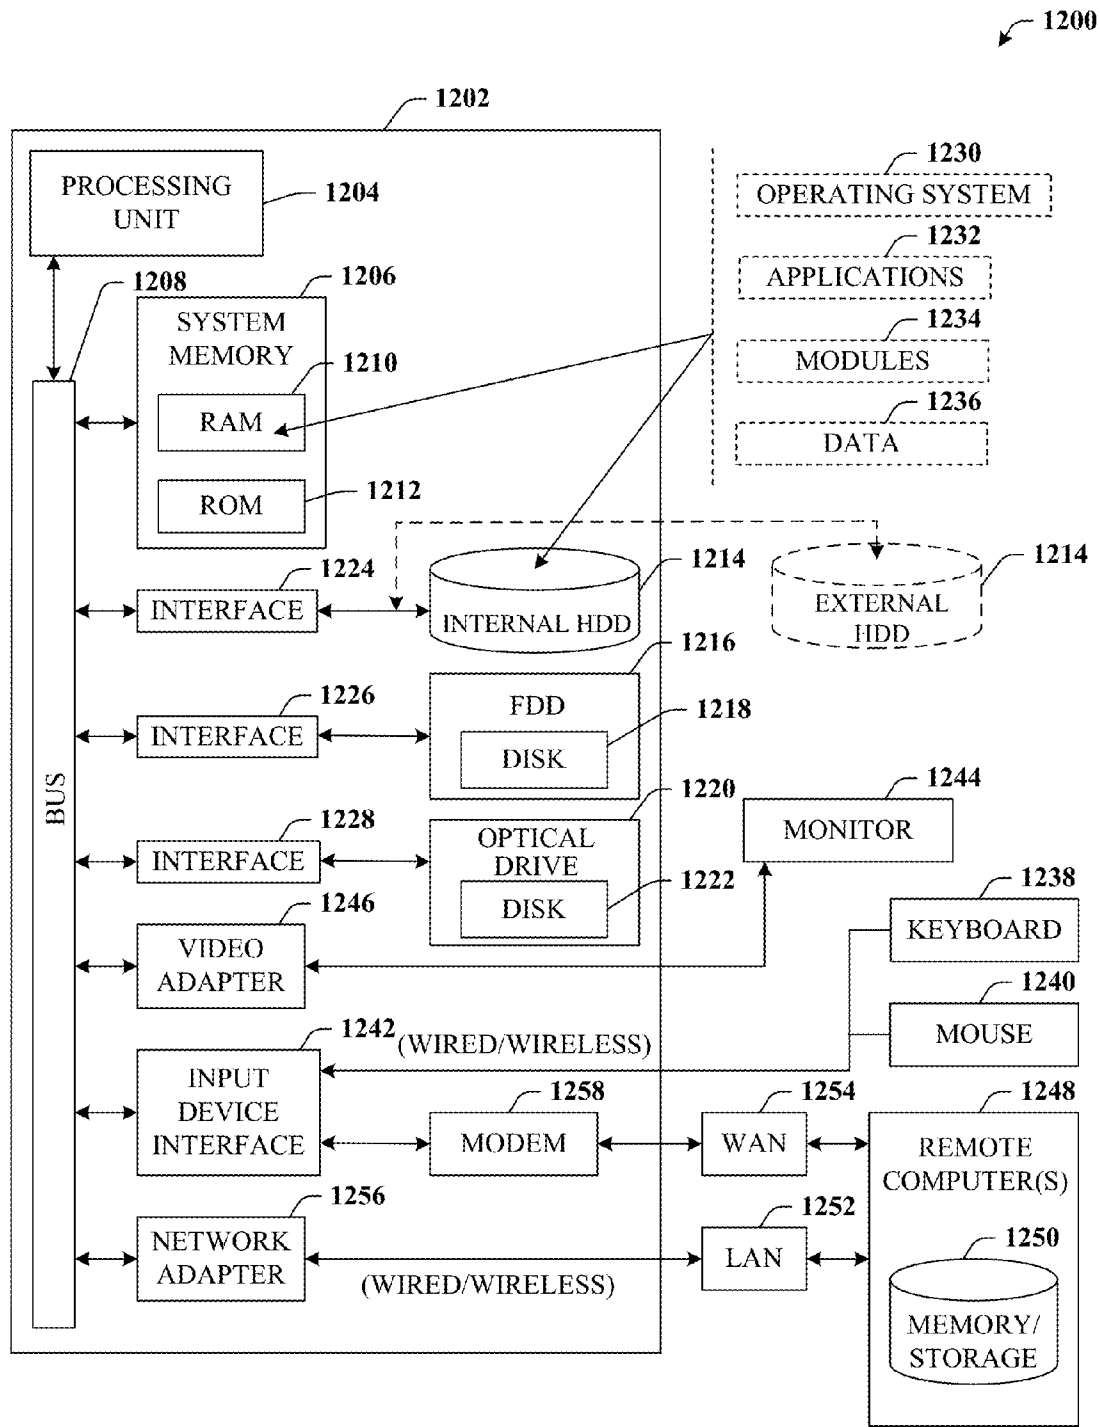 1200
1202
PROCESSING
UNIT
1204
1230
OPERATING SYSTEM
1232
APPLICATIONS
1234
MODULES
1236
DATA
1208
1206
SYSTEM
MEMORY
1210
RAM
1212
ROM
BUS
1224
INTERFACE
1214
INTERNAL HDD
1214
EXTERNAL
HDD
1226
INTERFACE
1216
FDD
1218
DISK
1228
INTERFACE
1220
OPTICAL
DRIVE
1222
DISK
1244
MONITOR
1246
VIDEO
ADAPTER
1238
KEYBOARD
1240
MOUSE
1242
(WIRED/WIRELESS)
INPUT
DEVICE
INTERFACE
1258
MODEM
1254
WAN
1248
REMOTE
COMPUTER(S)
1256
NETWORK
ADAPTER
(WIRED/WIRELESS)
1252
LAN
1250
MEMORY/
STORAGE